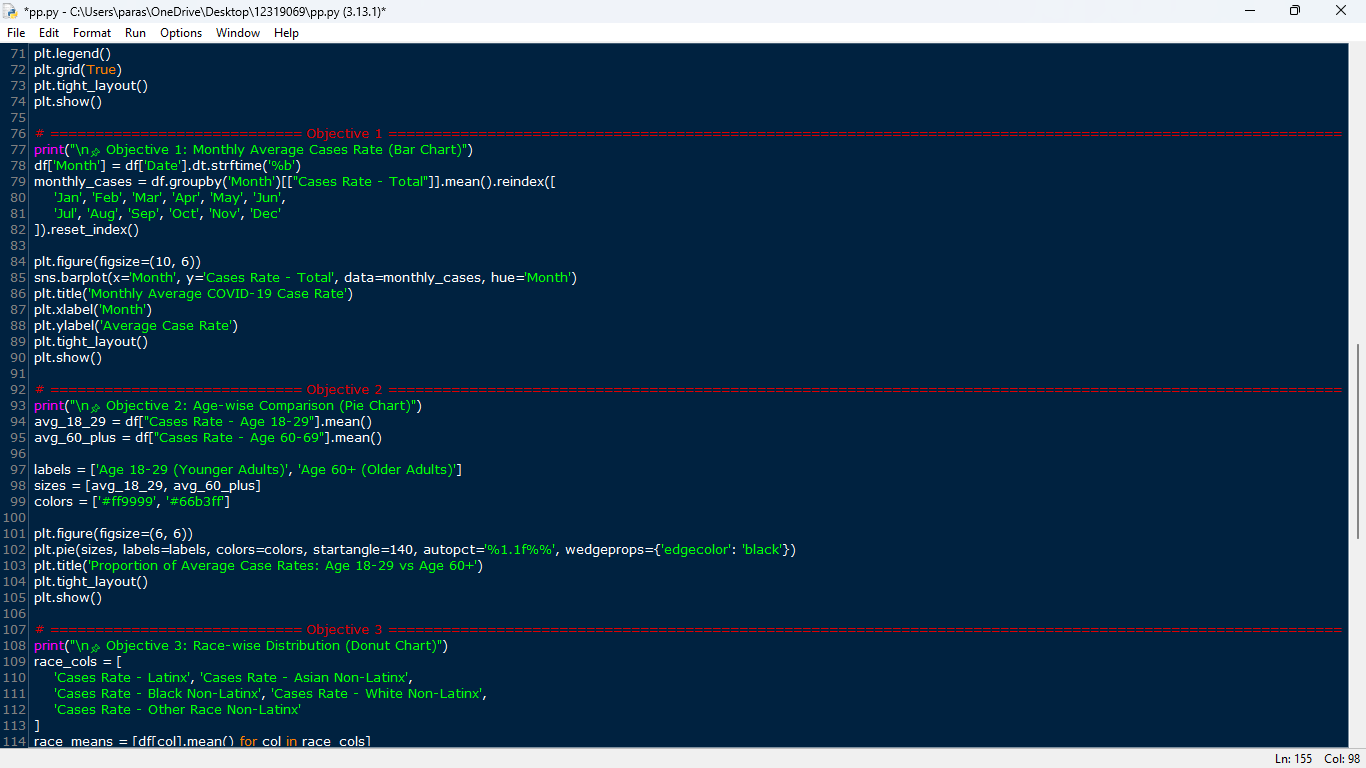 *pp.py - C:\Users\paras\OneDrive\Desktop\12319069\pp.py (3.13.1)*
File Edit Format Run Options Window Help
71 plt.legend()
72 plt.grid(True)
73 plt.tight_layout()
74 plt.show()
75
76 # ============================ Objective 1 ==========================================================================================================
77 print("\n📌 Objective 1: Monthly Average Cases Rate (Bar Chart)")
78 df['Month'] = df['Date'].dt.strftime('%b')
79 monthly_cases = df.groupby('Month')[["Cases Rate - Total"]].mean().reindex([
80 'Jan', 'Feb', 'Mar', 'Apr', 'May', 'Jun',
81 'Jul', 'Aug', 'Sep', 'Oct', 'Nov', 'Dec'
82 ]).reset_index()
83
84 plt.figure(figsize=(10, 6))
85 sns.barplot(x='Month', y='Cases Rate - Total', data=monthly_cases, hue='Month')
86 plt.title('Monthly Average COVID-19 Case Rate')
87 plt.xlabel('Month')
88 plt.ylabel('Average Case Rate')
89 plt.tight_layout()
90 plt.show()
91
92 # ============================ Objective 2 ==========================================================================================================
93 print("\n📌 Objective 2: Age-wise Comparison (Pie Chart)")
94 avg_18_29 = df["Cases Rate - Age 18-29"].mean()
95 avg_60_plus = df["Cases Rate - Age 60-69"].mean()
96
97 labels = ['Age 18-29 (Younger Adults)', 'Age 60+ (Older Adults)']
98 sizes = [avg_18_29, avg_60_plus]
99 colors = ['#ff9999', '#66b3ff']
100
101 plt.figure(figsize=(6, 6))
102 plt.pie(sizes, labels=labels, colors=colors, startangle=140, autopct='%1.1f%%', wedgeprops={'edgecolor': 'black'})
103 plt.title('Proportion of Average Case Rates: Age 18-29 vs Age 60+')
104 plt.tight_layout()
105 plt.show()
106
107 # ============================ Objective 3 ==========================================================================================================
108 print("\n📌 Objective 3: Race-wise Distribution (Donut Chart)")
109 race_cols = [
110 'Cases Rate - Latinx', 'Cases Rate - Asian Non-Latinx',
111 'Cases Rate - Black Non-Latinx', 'Cases Rate - White Non-Latinx',
112 'Cases Rate - Other Race Non-Latinx'
113 ]
114 race_means = [df[col].mean() for col in race_cols]
Ln: 155 Col: 98